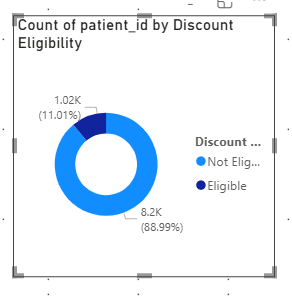 Count of patient_id by Discount
Eligibility
1.02K
(11.01%)
Discount ...
Not Elig...
Eligible
8.2K
(88.99%)